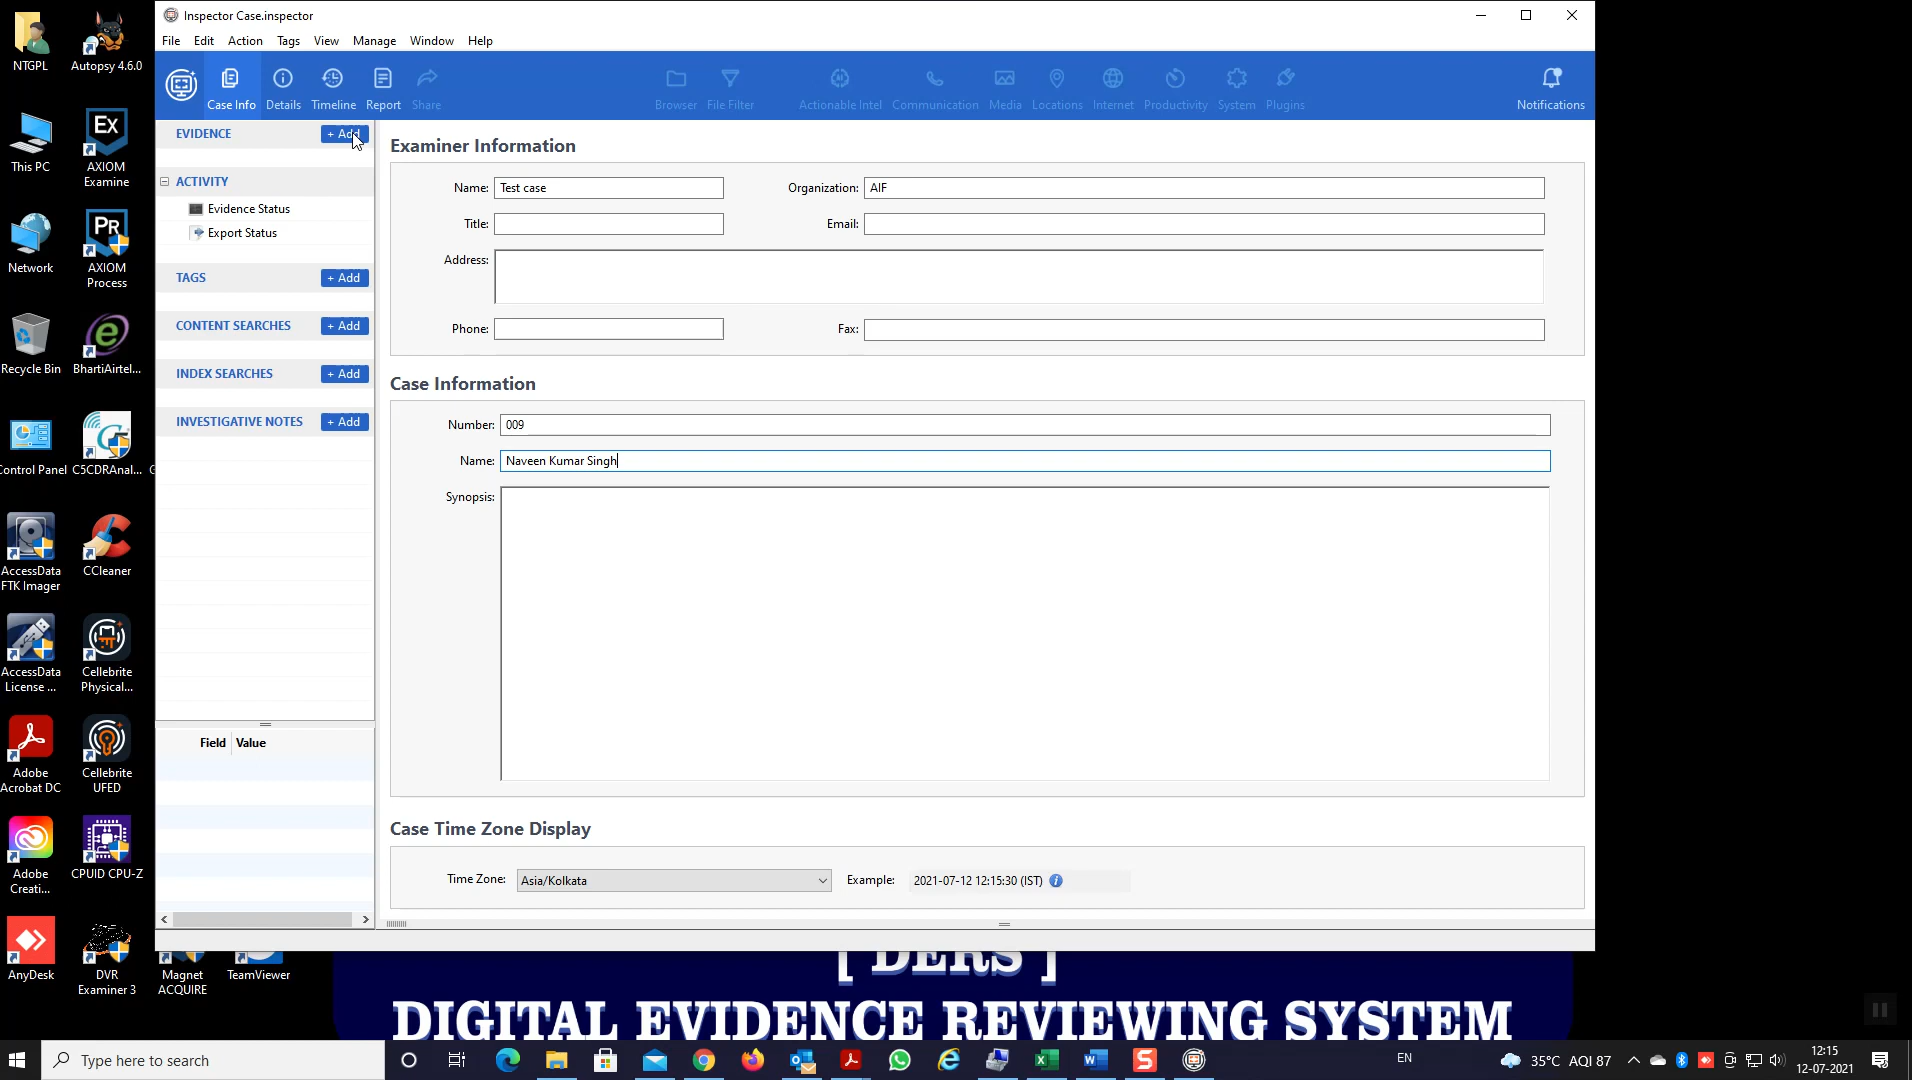 Inspector Case.inspector
File Edit Action Tags View Manage Window Help
Case Info Details Timeline Report Share Browser File Filter Actionable Intel Communication Media Locations Internet Productivity System Plugins Notifications
EVIDENCE + Add
ACTIVITY
Evidence Status
Export Status
TAGS + Add
CONTENT SEARCHES + Add
INDEX SEARCHES + Add
INVESTIGATIVE NOTES + Add
Field Value
Examiner Information
Name: Test case Organization: AIF
Title: Email:
Address:
Phone: Fax:
Case Information
Number: 009
Name: Naveen Kumar Singh
Synopsis:
Case Time Zone Display
Time Zone: Asia/Kolkata Example: 2021-07-12 12:15:30 (IST)
NTGPL
Autopsy 4.6.0
This PC
AXIOM
Examine
Network
AXIOM
Process
Recycle Bin
BhartiAirtel...
Control Panel
C5CDRAnal...
AccessData
FTK Imager
CCleaner
AccessData
License ...
Cellebrite
Physical...
Adobe
Acrobat DC
Cellebrite
UFED
Adobe
Creati...
CPUID CPU-Z
AnyDesk
DVR
Examiner 3
Magnet
ACQUIRE
TeamViewer
[ DERS ]
DIGITAL EVIDENCE REVIEWING SYSTEM
Type here to search
EN
35°C AQI 87
12:15
12-07-2021